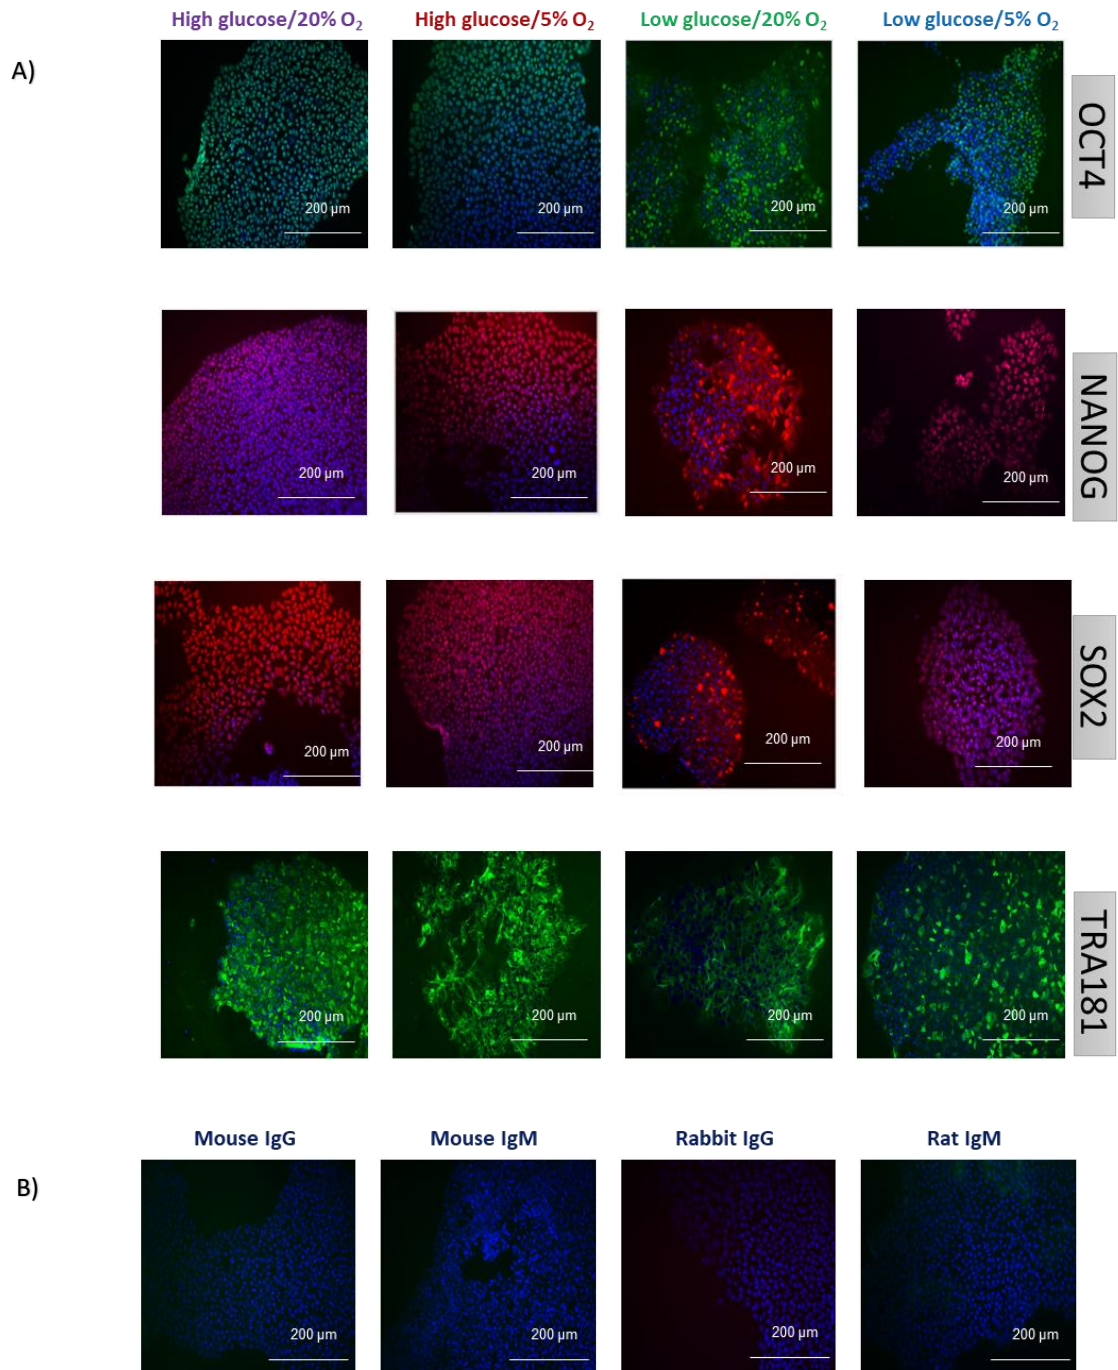 High glucose/20% O₂ High glucose/5% O₂ Low glucose/20% O₂ Low glucose/5% O₂
A)
200 µm 200 µm 200 µm 200 µm
OCT4
200 µm 200 µm 200 µm 200 µm
NANOG
200 µm 200 µm 200 µm 200 µm
SOX2
200 µm 200 µm 200 µm 200 µm
TRA181
Mouse IgG Mouse IgM Rabbit IgG Rat IgM
B)
200 µm 200 µm 200 µm 200 µm